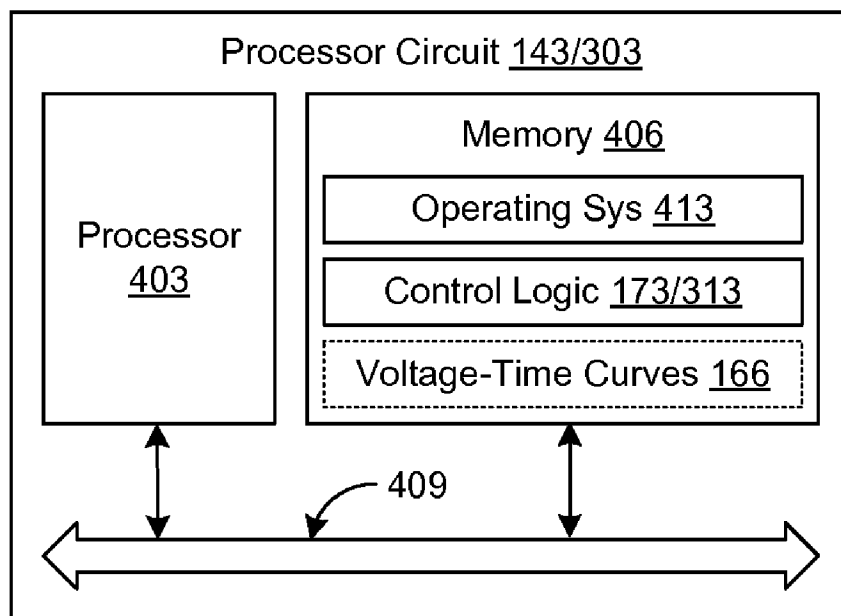 Processor Circuit 143/303
Processor
403
Memory 406
Operating Sys 413
Control Logic 173/313
Voltage-Time Curves 166
409